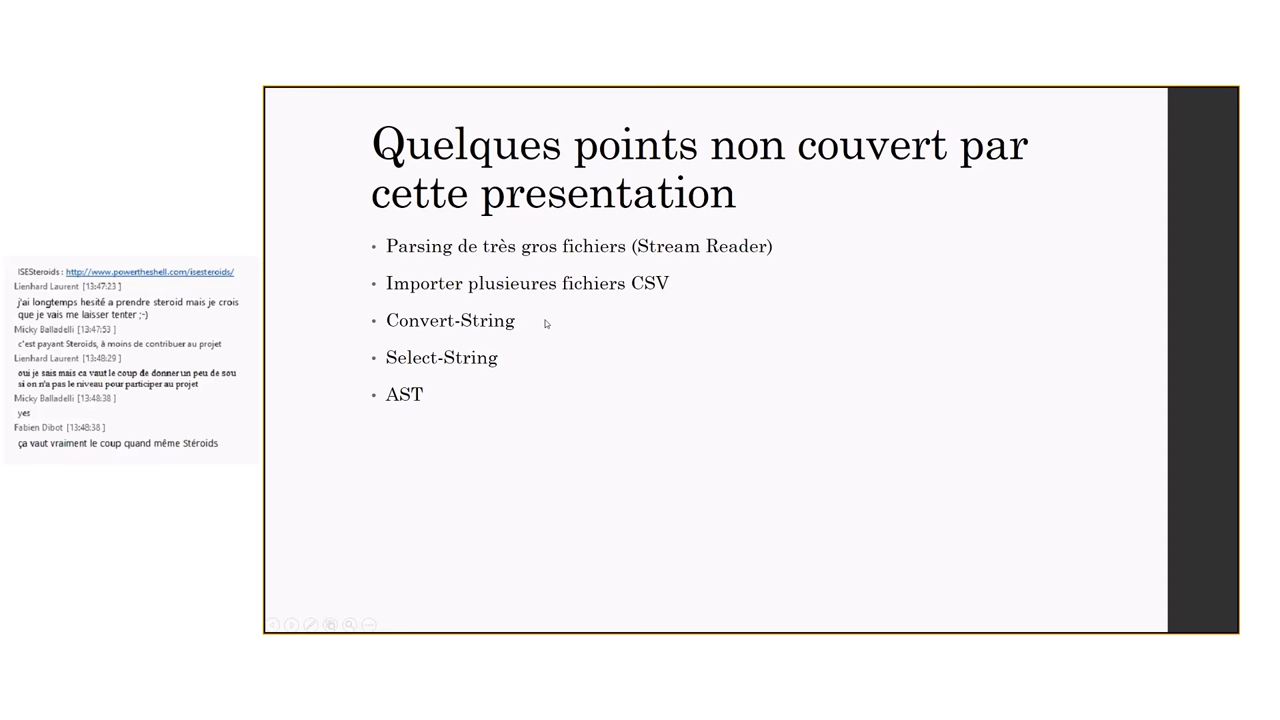 ISESteroids : http://www.powertheshell.com/isesteroids/
Lienhard Laurent [13:47:23 ]
j'ai longtemps hesité a prendre steroid mais je crois
que je vais me laisser tenter ;-)
Micky Balladelli [13:47:53 ]
c'est payant Steroids, à moins de contribuer au projet
Lienhard Laurent [13:48:29 ]
oui je sais mais ca vaut le coup de donner un peu de sou
si on n'a pas le niveau pour participer au projet
Micky Balladelli [13:48:38 ]
yes
Fabien Dibot [13:48:38 ]
ça vaut vraiment le coup quand même Stéroids
Quelques points non couvert par
cette presentation
• Parsing de très gros fichiers (Stream Reader)
• Importer plusieures fichiers CSV
• Convert-String
• Select-String
• AST